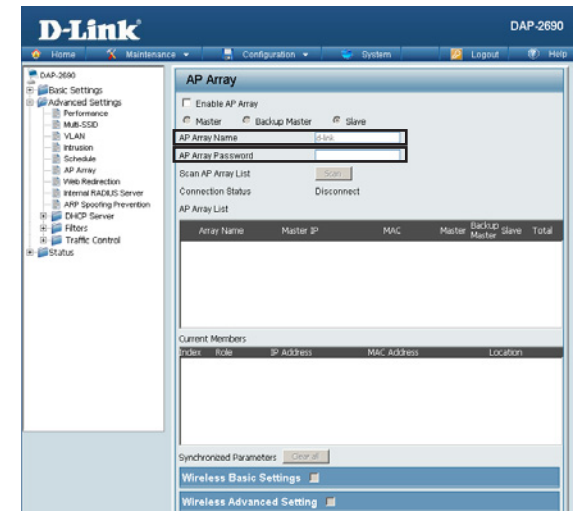 D-Link
DAP-2690
Home Maintenance Configuration System Logout Help
DAP-2690
Basic Settings
Advanced Settings
Performance
Multi-SSID
VLAN
Intrusion
Schedule
AP Array
Web Redirection
Internal RADIUS Server
ARP Spoofing Prevention
DHCP Server
Filters
Traffic Control
Status
AP Array
Enable AP Array
Master Backup Master Slave
AP Array Name d-link
AP Array Password
Scan AP Array List Scan
Connection Status Disconnect
AP Array List
Array Name Master IP MAC Master Backup Master Slave Total
Current Members
Index Role IP Address MAC Address Location
Synchronized Parameters Clear all
Wireless Basic Settings
Wireless Advanced Setting